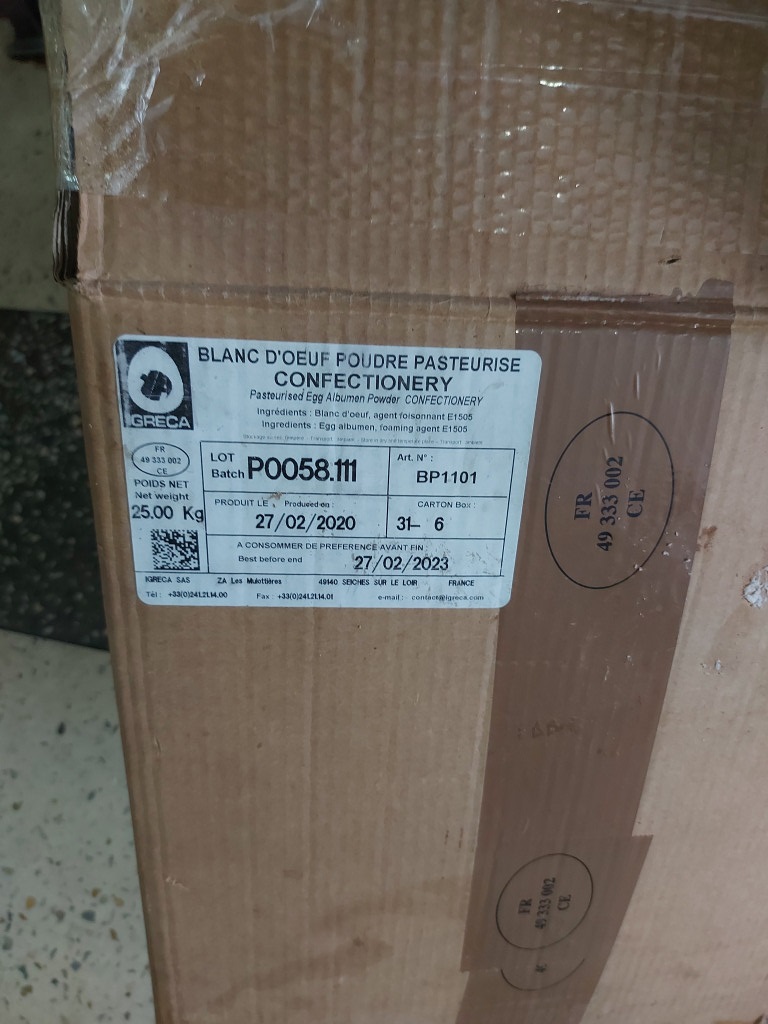 BLANC D'OEUF POUDRE PASTEURISE
CONFECTIONERY
Pasteurised Egg Albumen Powder CONFECTIONERY
Ingrédients : Blanc d'oeuf, agent foisonnant E1505
Ingredients : Egg albumen, foaming agent E1505
IGRECA
FR
49 333 002
CE
POIDS NET
Net weight
25.00 Kg
LOT
Batch P0058.111
Art. N° :
BP1101
PRODUIT LE : Produced on :
27/02/2020
CARTON Box :
31- 6
A CONSOMMER DE PREFERENCE AVANT FIN :
Best before end 27/02/2023
IGRECA SAS ZA Les Mulottières 49140 SEICHES SUR LE LOIR FRANCE
Tél : +33(0)241.21.14.00 Fax : +33(0)241.21.14.01 e-mail : contact@igreca.com
FR
49 333 002
CE
FR
49 333 002
CE